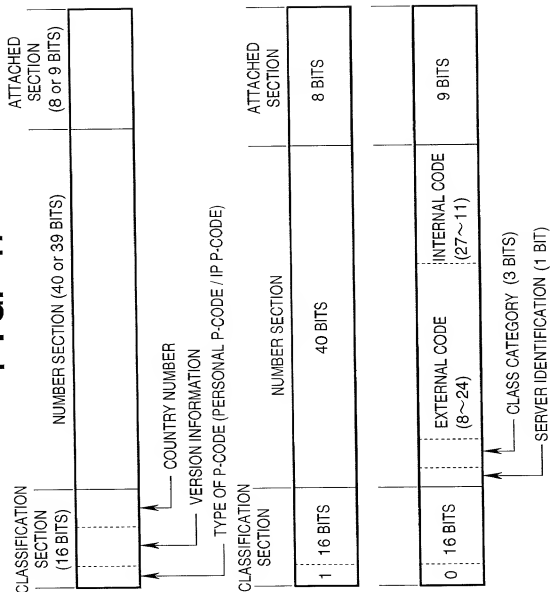 CLASSIFICATION
SECTION
(16 BITS)
NUMBER SECTION (40 or 39 BITS)
ATTACHED
SECTION
(8 or 9 BITS)
COUNTRY NUMBER
VERSION INFORMATION
TYPE OF P-CODE (PERSONAL P-CODE / IP P-CODE)
CLASSIFICATION
SECTION
NUMBER SECTION
ATTACHED
SECTION
1 16 BITS
40 BITS
8 BITS
0 16 BITS
EXTERNAL CODE
(8~24)
INTERNAL CODE
(27~11)
9 BITS
CLASS CATEGORY (3 BITS)
SERVER IDENTIFICATION (1 BIT)